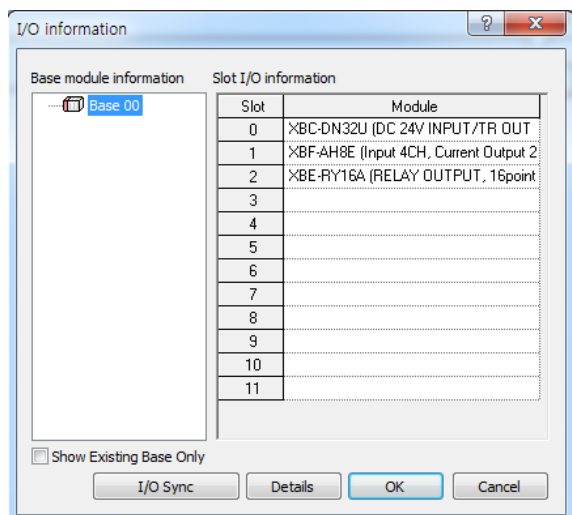 I/O information
Base module information
Slot I/O information
Base 00
Slot Module
0 XBC-DN32U (DC 24V INPUT/TR OUT
1 XBF-AH8E (Input 4CH, Current Output 2
2 XBE-RY16A (RELAY OUTPUT, 16point
3
4
5
6
7
8
9
10
11
Show Existing Base Only
I/O Sync
Details
OK
Cancel